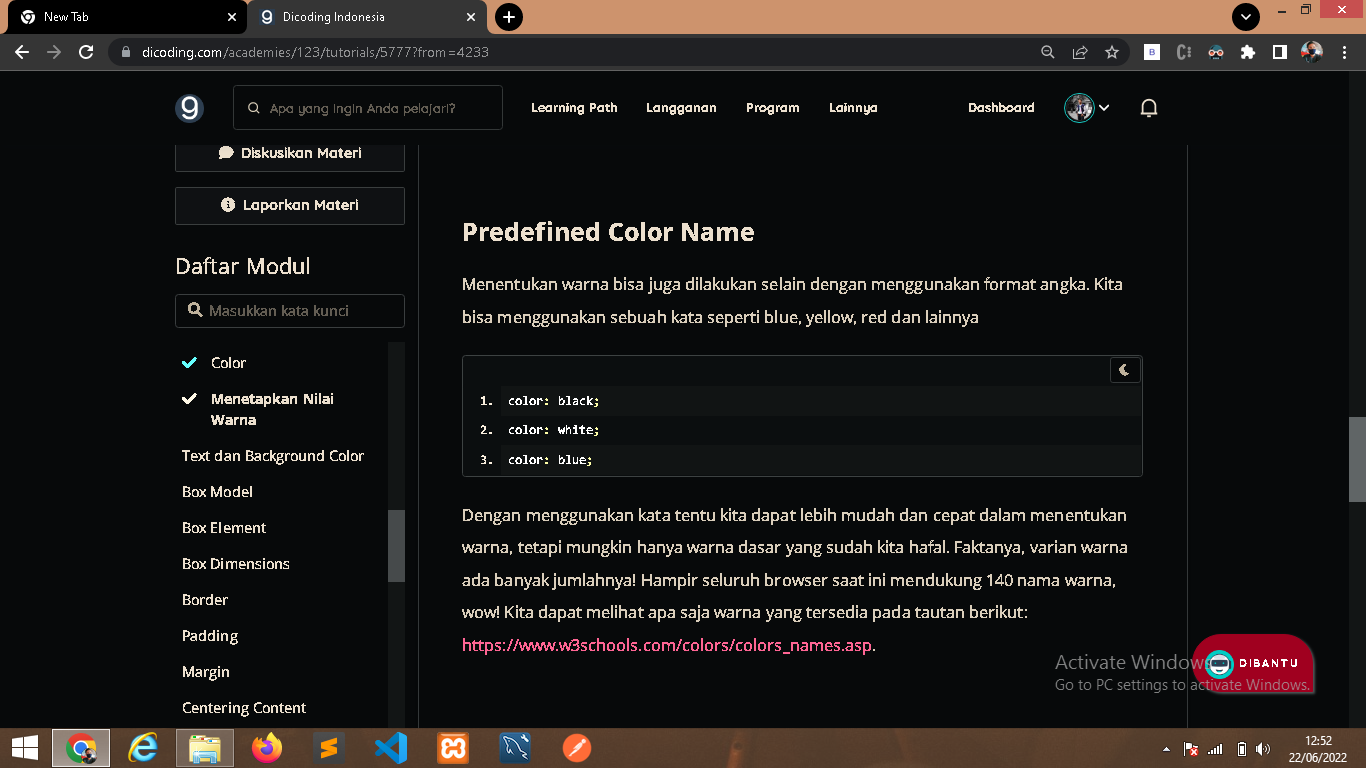 New Tab
Dicoding Indonesia
dicoding.com/academies/123/tutorials/5777?from=4233
Apa yang ingin Anda pelajari?
Learning Path
Langganan
Program
Lainnya
Dashboard
Diskusikan Materi
Laporkan Materi
Daftar Modul
Masukkan kata kunci
Color
Menetapkan Nilai
Warna
Text dan Background Color
Box Model
Box Element
Box Dimensions
Border
Padding
Margin
Centering Content
Predefined Color Name
Menentukan warna bisa juga dilakukan selain dengan menggunakan format angka. Kita
bisa menggunakan sebuah kata seperti blue, yellow, red dan lainnya
1. color: black;
2. color: white;
3. color: blue;
Dengan menggunakan kata tentu kita dapat lebih mudah dan cepat dalam menentukan
warna, tetapi mungkin hanya warna dasar yang sudah kita hafal. Faktanya, varian warna
ada banyak jumlahnya! Hampir seluruh browser saat ini mendukung 140 nama warna,
wow! Kita dapat melihat apa saja warna yang tersedia pada tautan berikut:
https://www.w3schools.com/colors/colors_names.asp.
Activate Windows
Go to PC settings to activate Windows.
DIBANTU
12:52
22/06/2022